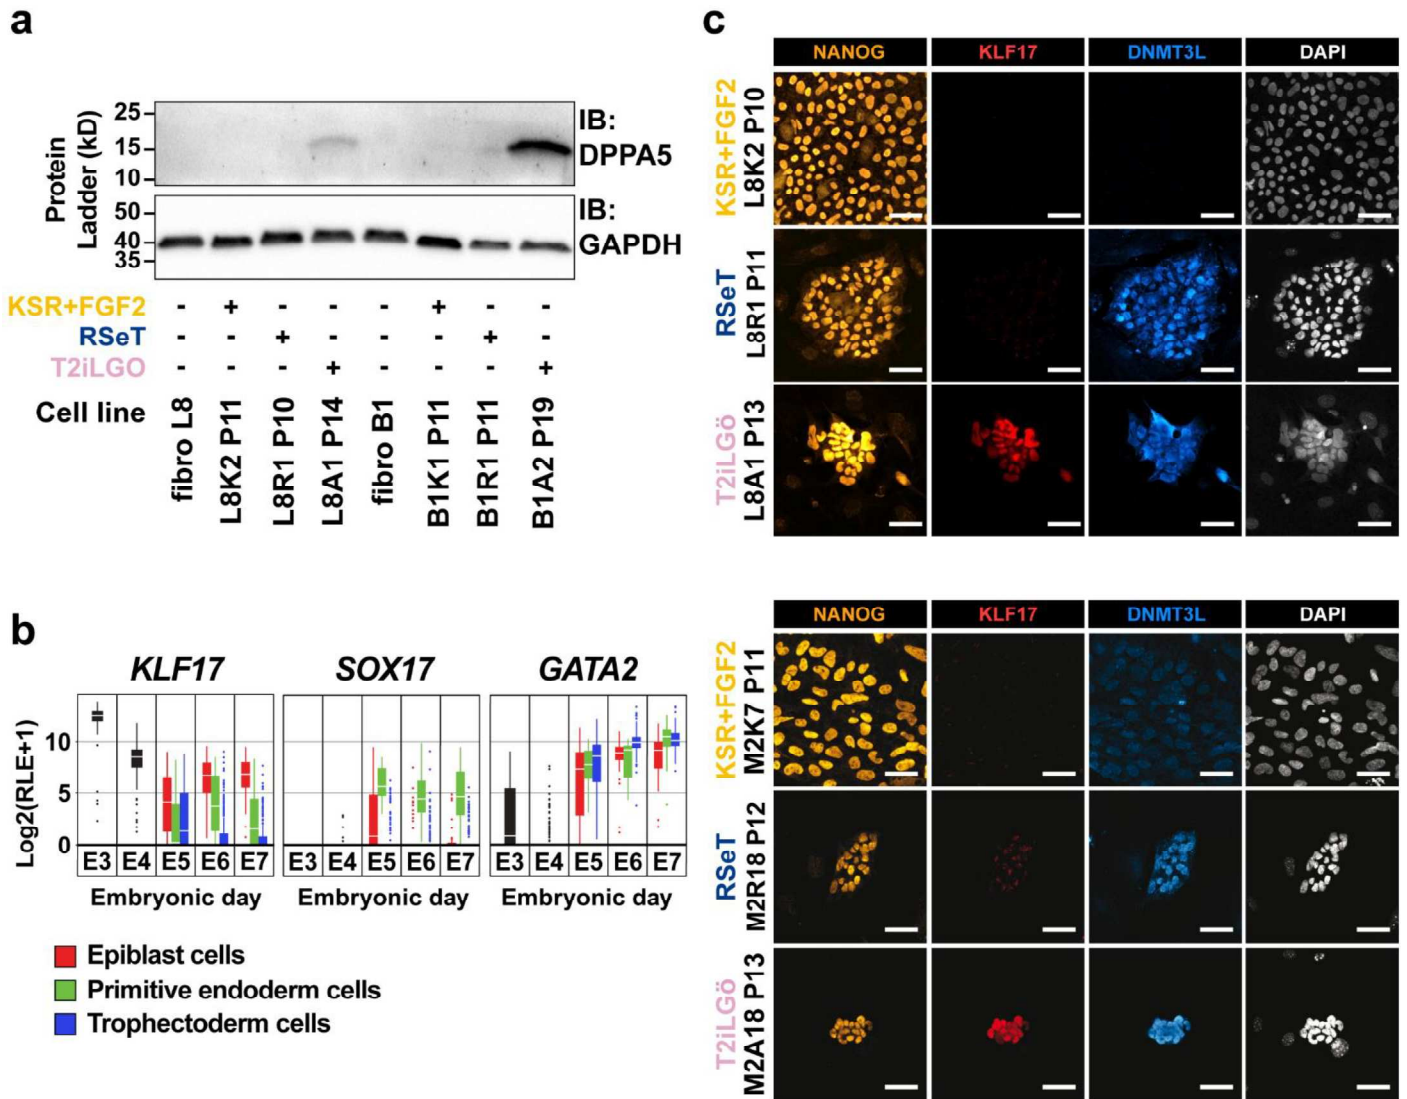 a
25
15
10
Protein
Ladder (kD)
IB:
DPPA5
50
40
35
IB:
GAPDH
KSR+FGF2 - + - - - + - -
RSeT - - + - - - + -
T2iLGO - - - + - - - +
Cell line
fibro L8
L8K2 P11
L8R1 P10
L8A1 P14
fibro B1
B1K1 P11
B1R1 P11
B1A2 P19
b
KLF17 SOX17 GATA2
Log2(RLE+1)
10
5
0
E3 E4 E5 E6 E7 E3 E4 E5 E6 E7 E3 E4 E5 E6 E7
Embryonic day Embryonic day Embryonic day
Epiblast cells
Primitive endoderm cells
Trophectoderm cells
c
NANOG KLF17 DNMT3L DAPI
KSR+FGF2
L8K2 P10
RSeT
L8R1 P11
T2iLGö
L8A1 P13
NANOG KLF17 DNMT3L DAPI
KSR+FGF2
M2K7 P11
RSeT
M2R18 P12
T2iLGö
M2A18 P13